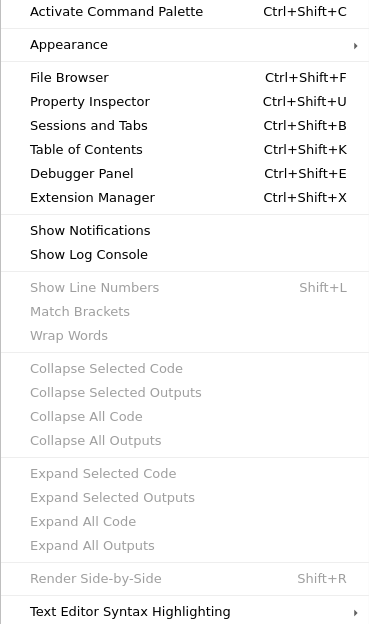 Activate Command Palette Ctrl+Shift+C
Appearance
File Browser Ctrl+Shift+F
Property Inspector Ctrl+Shift+U
Sessions and Tabs Ctrl+Shift+B
Table of Contents Ctrl+Shift+K
Debugger Panel Ctrl+Shift+E
Extension Manager Ctrl+Shift+X
Show Notifications
Show Log Console
Show Line Numbers Shift+L
Match Brackets
Wrap Words
Collapse Selected Code
Collapse Selected Outputs
Collapse All Code
Collapse All Outputs
Expand Selected Code
Expand Selected Outputs
Expand All Code
Expand All Outputs
Render Side-by-Side Shift+R
Text Editor Syntax Highlighting